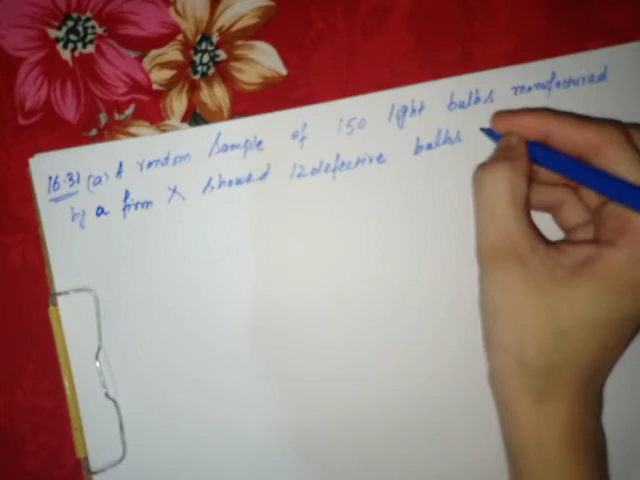 16.31 (a) A random Sample of 150 light bulbs manufactured
by a firm X showed 12 defective bulbs